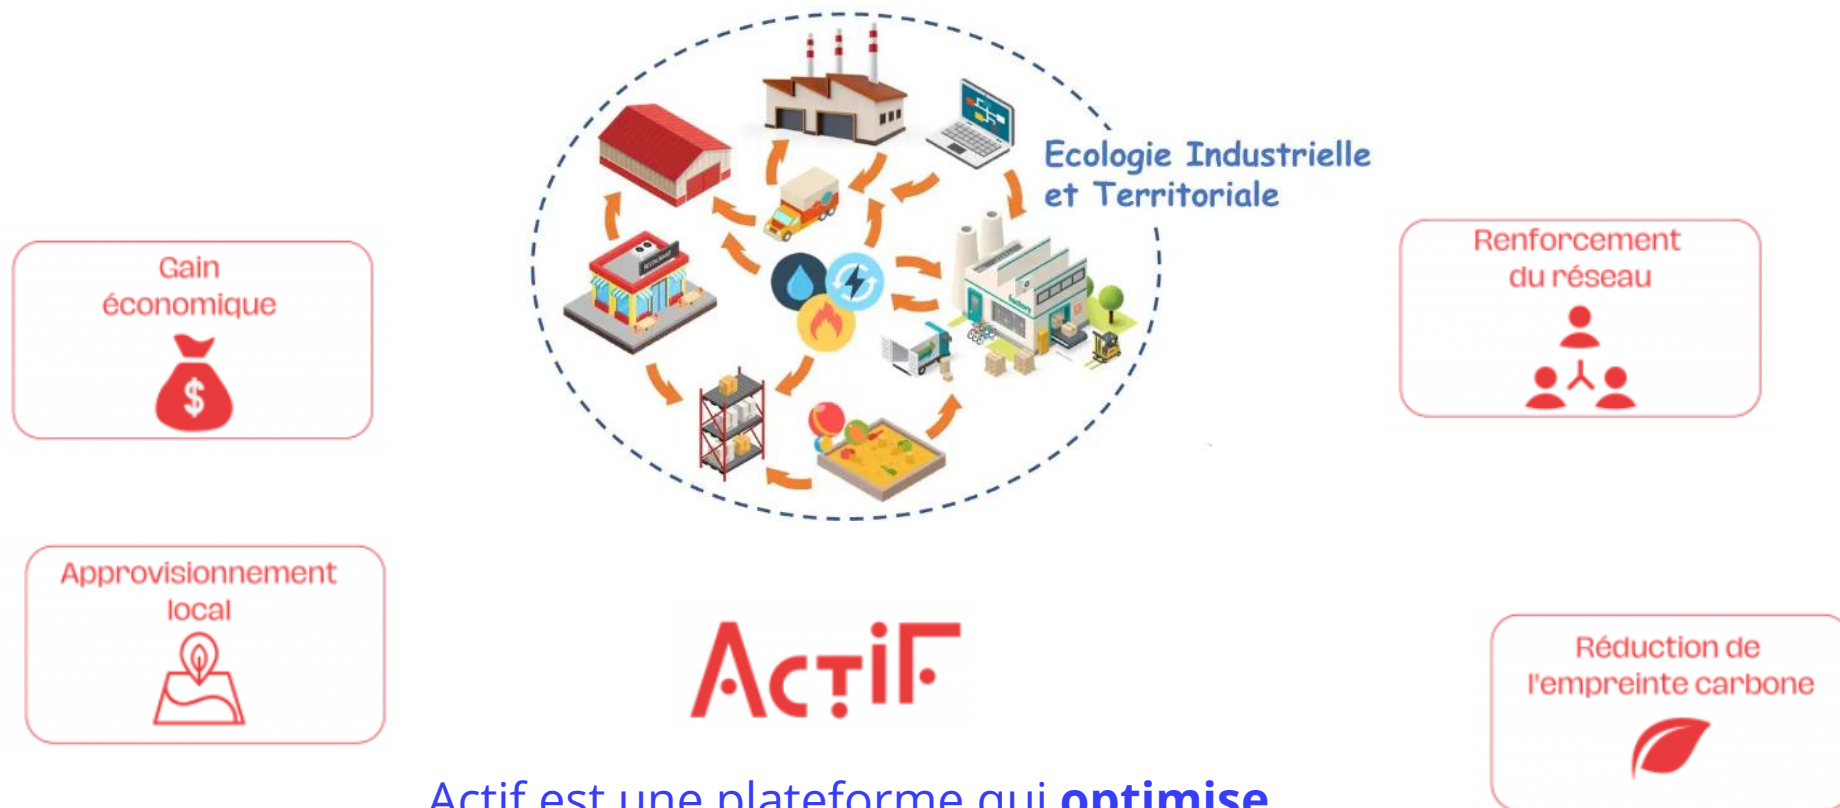 Ecologie Industrielle
et Territoriale
Gain
économique
$
Renforcement
du réseau
Approvisionnement
local
Actif
Réduction de
l'empreinte carbone
Actif est une plateforme qui optimise